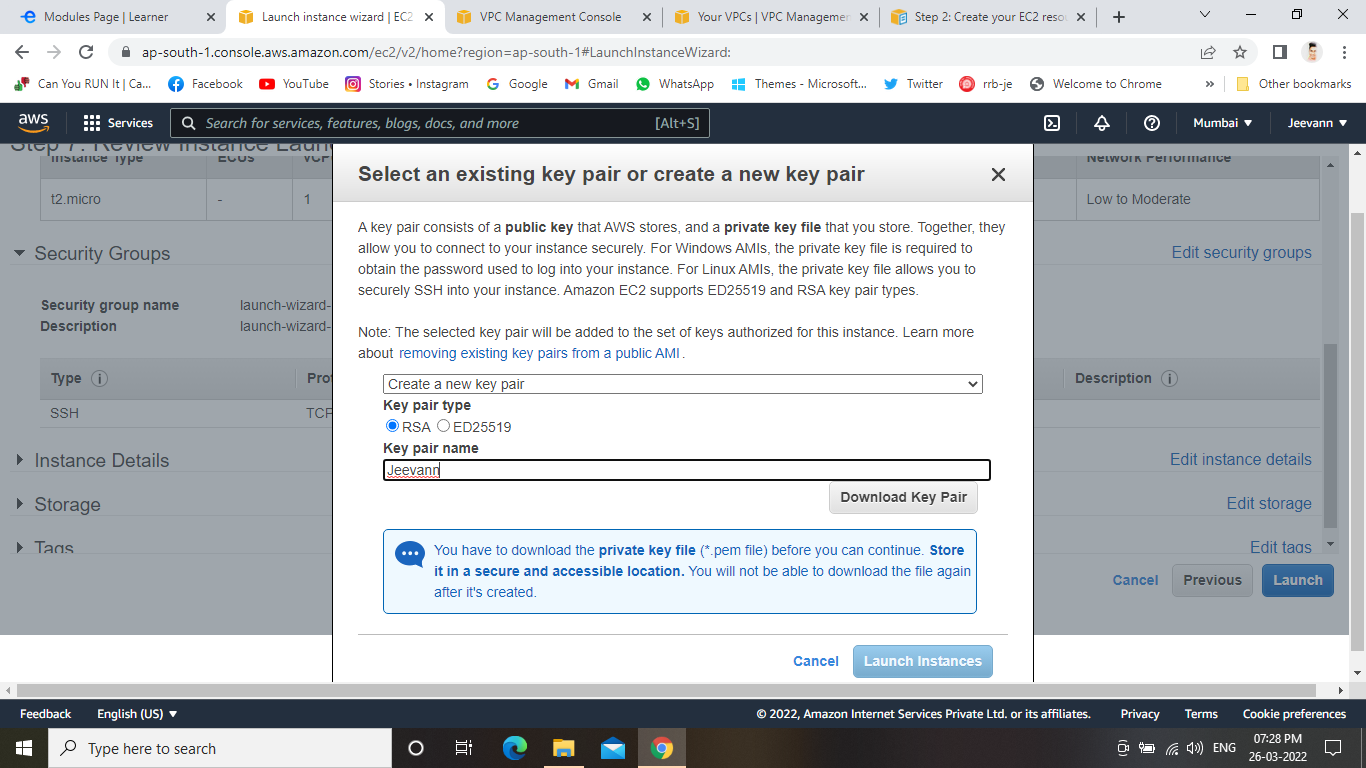 Modules Page | Learner
Launch instance wizard | EC2
VPC Management Console
Your VPCs | VPC Managemen
Step 2: Create your EC2 resou
ap-south-1.console.aws.amazon.com/ec2/v2/home?region=ap-south-1#LaunchInstanceWizard:
Can You RUN It | Ca...
Facebook
YouTube
Stories • Instagram
Google
Gmail
WhatsApp
Themes - Microsoft...
Twitter
rrb-je
Welcome to Chrome
»
Other bookmarks
aws
Services
Search for services, features, blogs, docs, and more
[Alt+S]
Mumbai
Jeevann
Step 7: Review Instance Laun
Instance Type
ECUs
vCP
Network Performance
t2.micro
-
1
Low to Moderate
Security Groups
Edit security groups
Security group name
launch-wizard-
Description
launch-wizard-
Type
Pro
Description
SSH
TCP
Instance Details
Edit instance details
Storage
Edit storage
Tags
Edit tags
Cancel
Previous
Launch
Select an existing key pair or create a new key pair
A key pair consists of a public key that AWS stores, and a private key file that you store. Together, they
allow you to connect to your instance securely. For Windows AMIs, the private key file is required to
obtain the password used to log into your instance. For Linux AMIs, the private key file allows you to
securely SSH into your instance. Amazon EC2 supports ED25519 and RSA key pair types.
Note: The selected key pair will be added to the set of keys authorized for this instance. Learn more
about removing existing key pairs from a public AMI .
Create a new key pair
Key pair type
RSA
ED25519
Key pair name
Jeevann
Download Key Pair
You have to download the private key file (*.pem file) before you can continue. Store
it in a secure and accessible location. You will not be able to download the file again
after it's created.
Cancel
Launch Instances
Feedback
English (US)
© 2022, Amazon Internet Services Private Ltd. or its affiliates.
Privacy
Terms
Cookie preferences
Type here to search
ENG
07:28 PM
26-03-2022